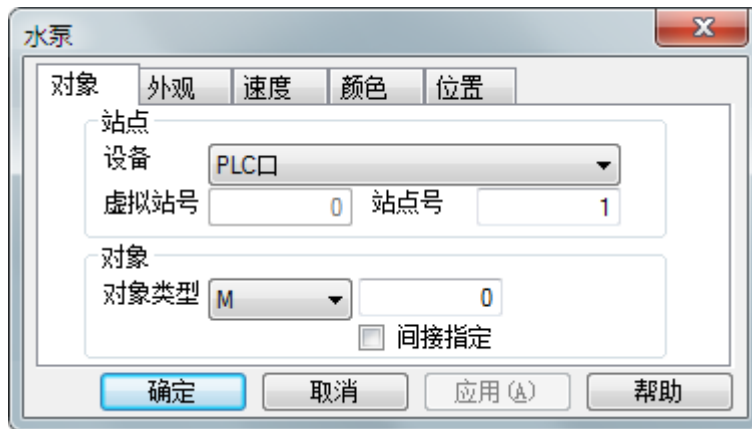 水泵
对象 外观 速度 颜色 位置
站点
设备 PLC口
虚拟站号 0 站点号 1
对象
对象类型 M 0
间接指定
确定 取消 应用(A) 帮助